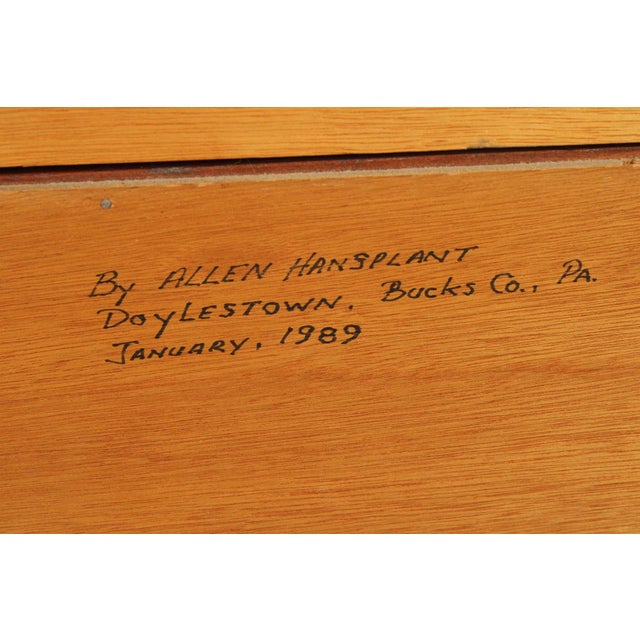 By ALLEN HANSPLANT
DOYLESTOWN, BUCKS CO., PA.
JANUARY, 1989